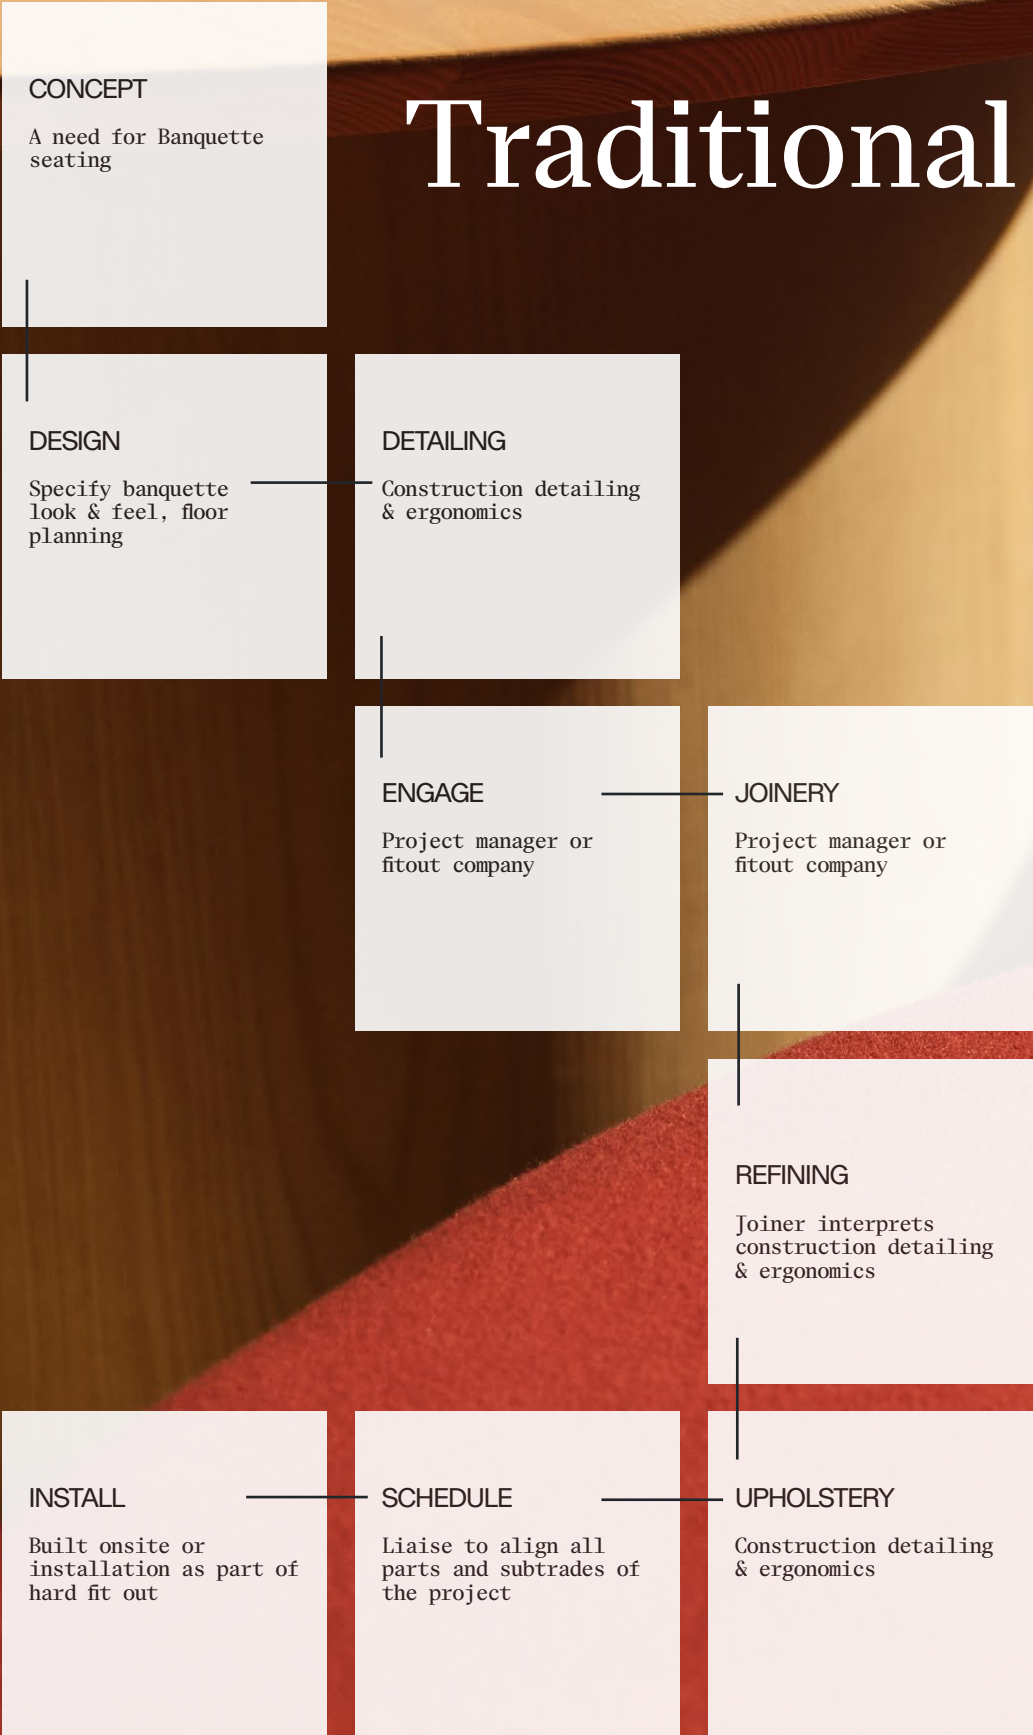 CONCEPT
A need for Banquette
seating
Traditional
DESIGN
Specify banquette
look & feel, floor
planning
DETAILING
Construction detailing
& ergonomics
ENGAGE
Project manager or
fitout company
JOINERY
Project manager or
fitout company
REFINING
Joiner interprets
construction detailing
& ergonomics
INSTALL
Built onsite or
installation as part of
hard fit out
SCHEDULE
Liaise to align all
parts and subtrades of
the project
UPHOLSTERY
Construction detailing
& ergonomics